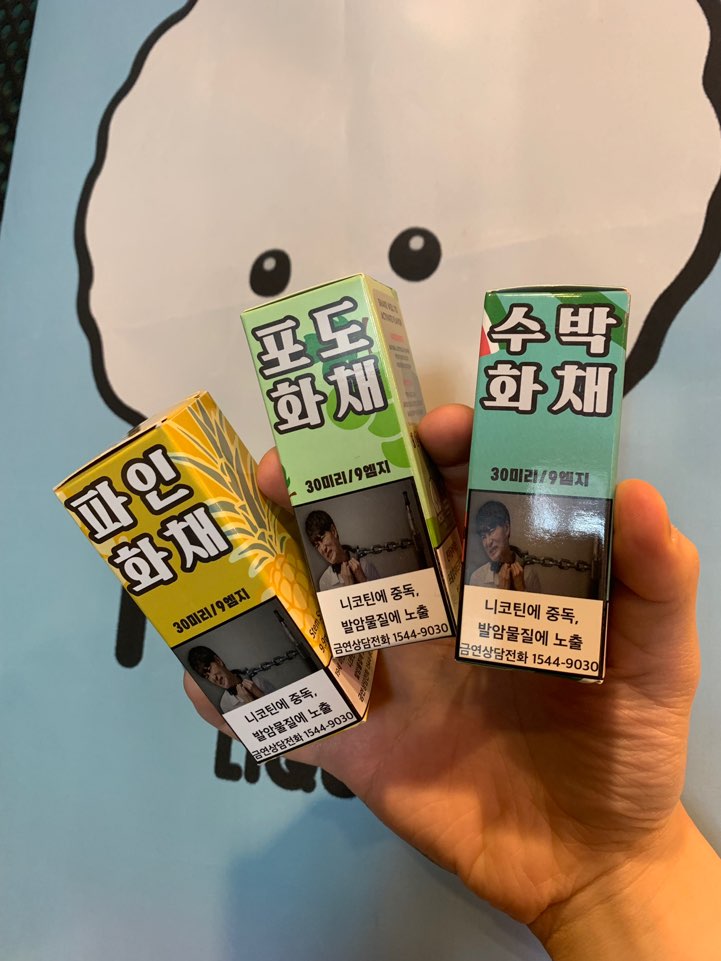 파인
화채
30미리/9엠지
니코틴에 중독,
발암물질에 노출
금연상담전화 1544-9030
포도
화채
30미리/9엠지
니코틴에 중독,
발암물질에 노출
금연상담전화 1544-9030
수박
화채
30미리/9엠지
니코틴에 중독,
발암물질에 노출
금연상담전화 1544-9030